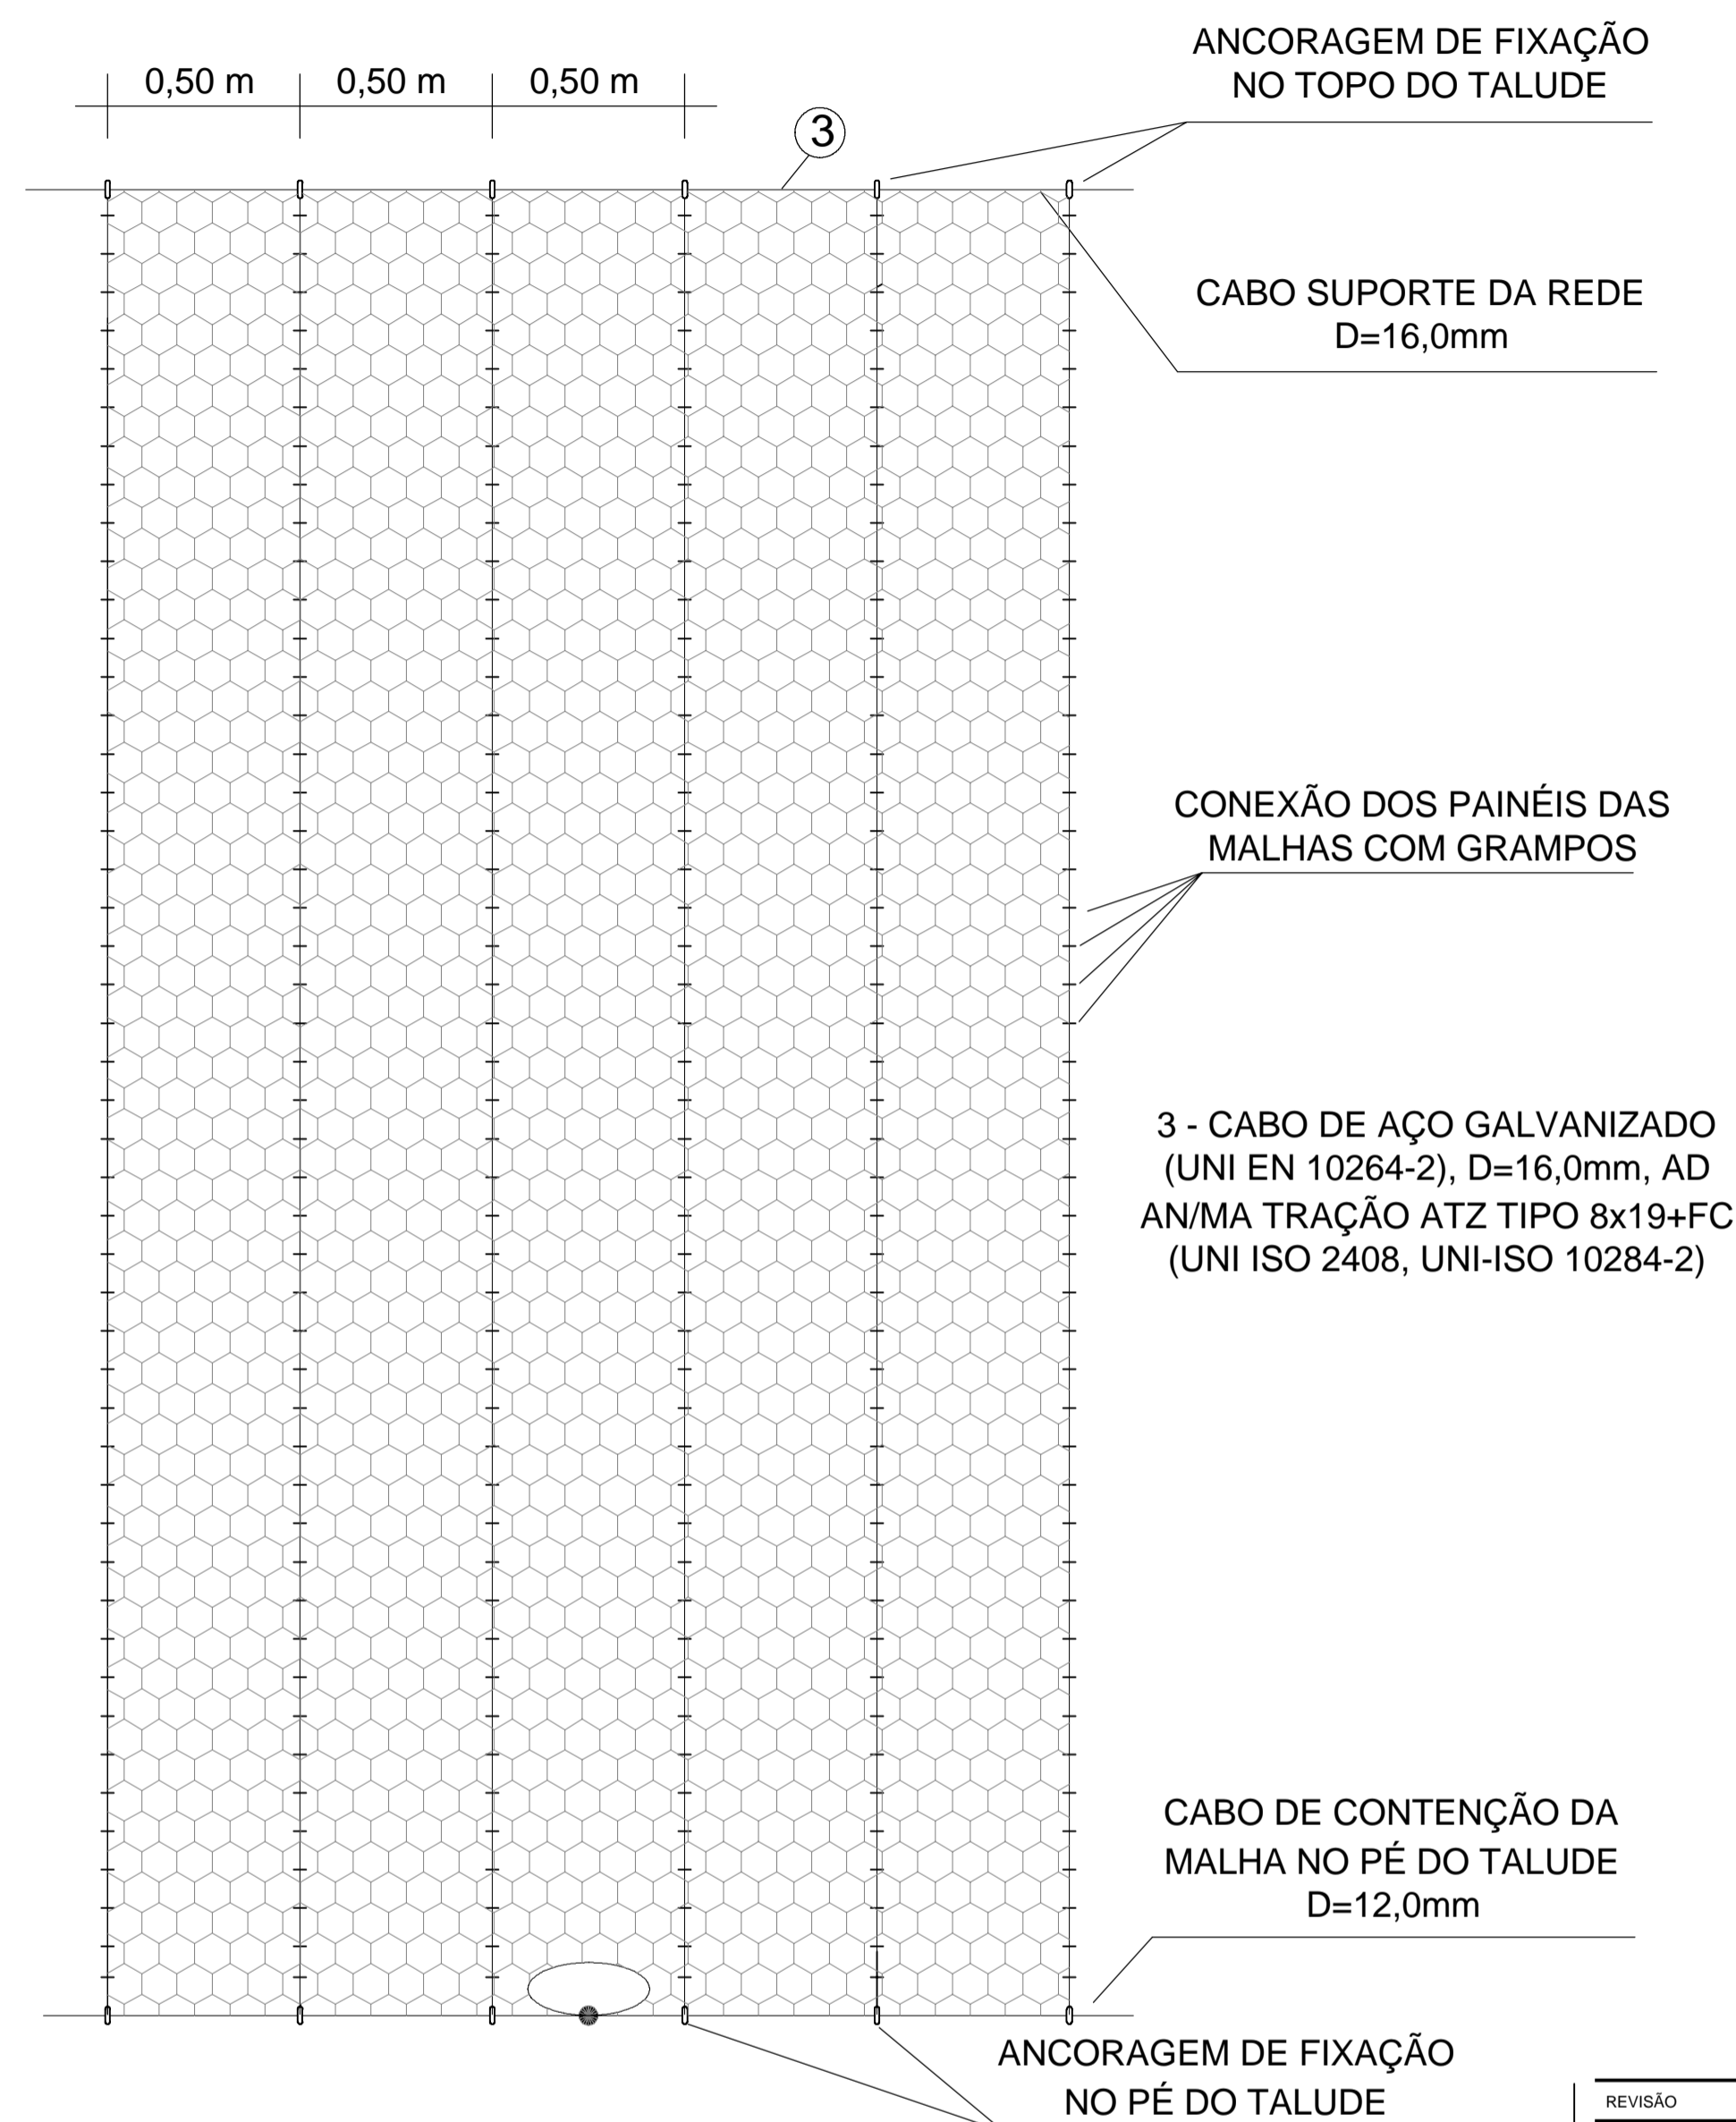 ANCORAGEM DE FIXAÇÃO
NO TOPO DO TALUDE
0,50 m
0,50 m
0,50 m
3
CABO SUPORTE DA REDE
D=16,0mm
CONEXÃO DOS PAINÉIS DAS
MALHAS COM GRAMPOS
3 - CABO DE AÇO GALVANIZADO
(UNI EN 10264-2), D=16,0mm, AD
AN/MA TRAÇÃO ATZ TIPO 8x19+FC
(UNI ISO 2408, UNI-ISO 10284-2)
CABO DE CONTENÇÃO DA
MALHA NO PÉ DO TALUDE
D=12,0mm
ANCORAGEM DE FIXAÇÃO
NO PÉ DO TALUDE
REVISÃO